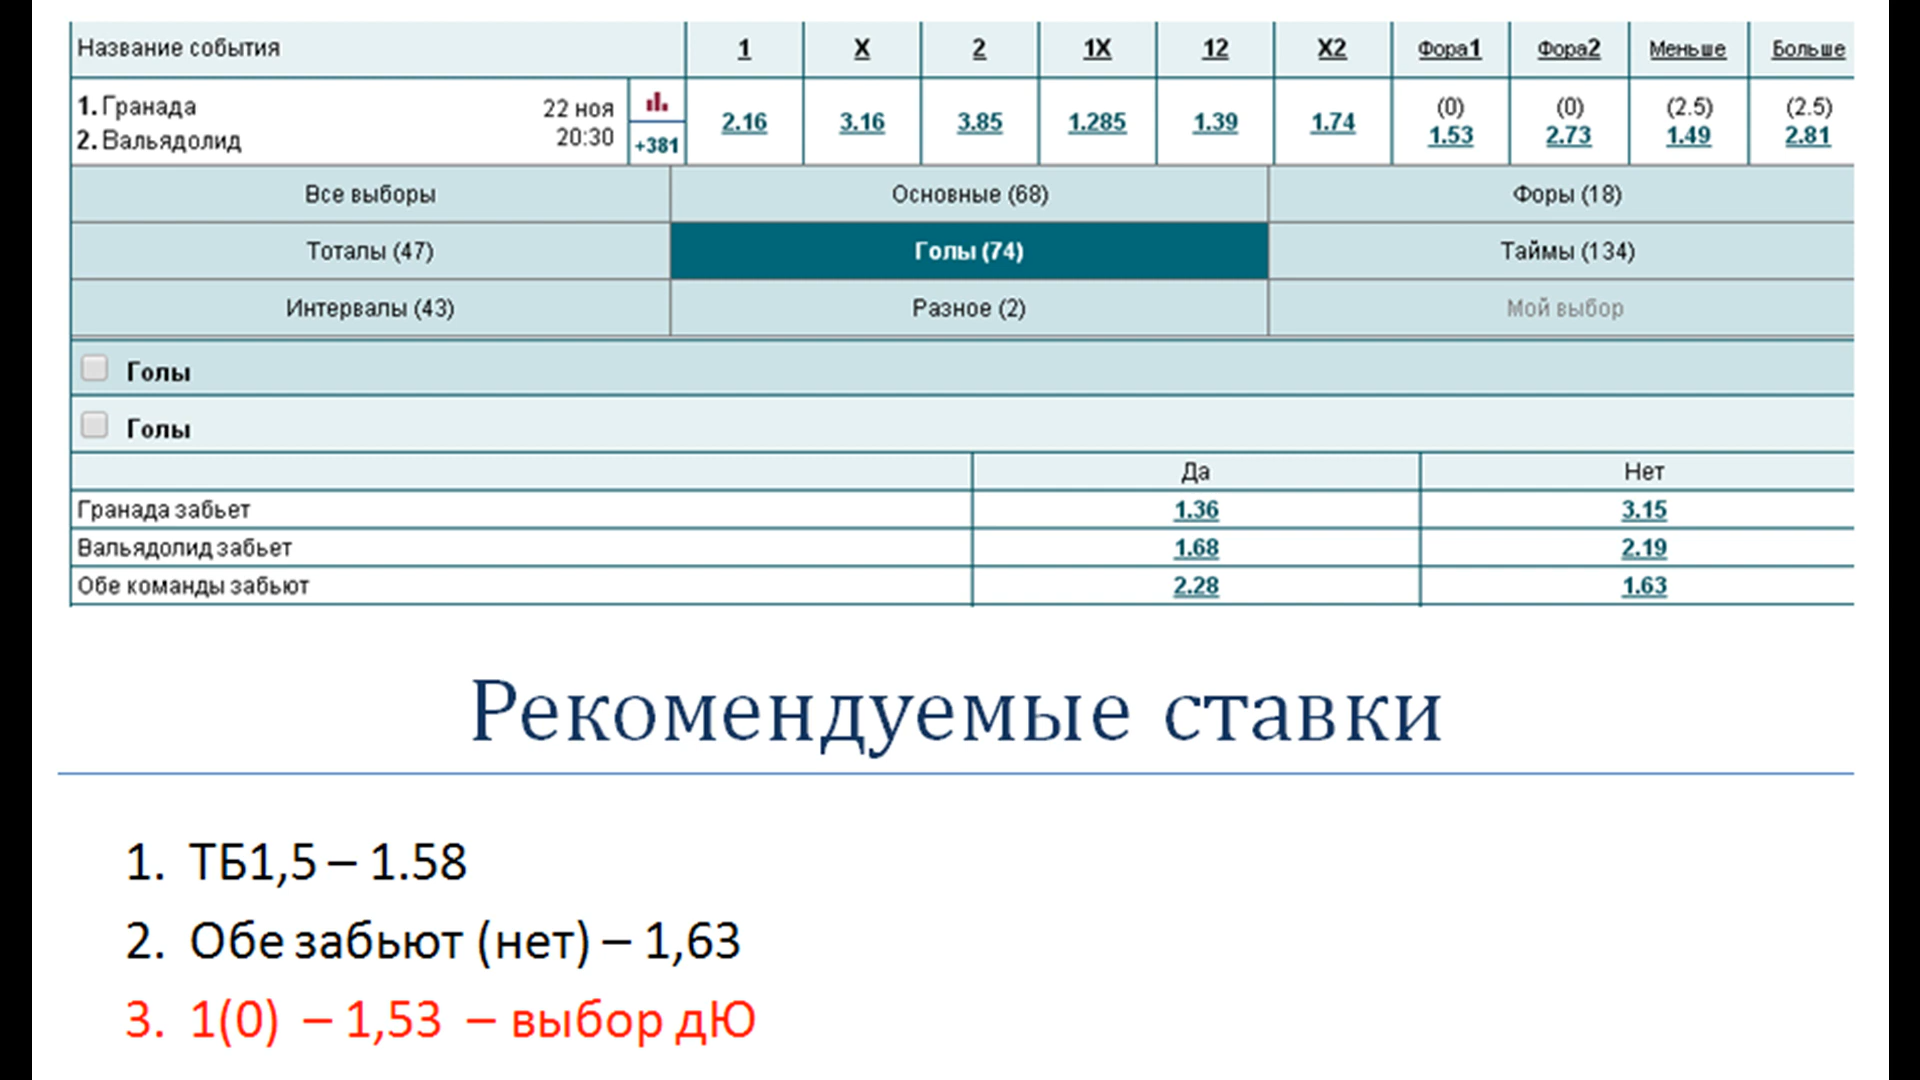 Название события 1 X 2 1X 12 X2 Фора1 Фора2 Меньше Больше
1. Гранада 22 ноя (0) (0) (2.5) (2.5)
2.16 3.16 3.85 1.285 1.39 1.74
2. Вальядолид 20:30 +381 1.53 2.73 1.49 2.81
Все выборы Основные (68) Форы (18)
Тоталы (47) Голы (74) Таймы (134)
Интервалы (43) Разное (2) Мой выбор
Голы
Голы
Да Нет
Гранада забьет 1.36 3.15
Вальядолид забьет 1.68 2.19
Обе команды забьют 2.28 1.63
Рекомендуемые ставки
1. ТБ1,5 – 1.58
2. Обе забьют (нет) – 1,63
3. 1(0) – 1,53 – выбор дЮ